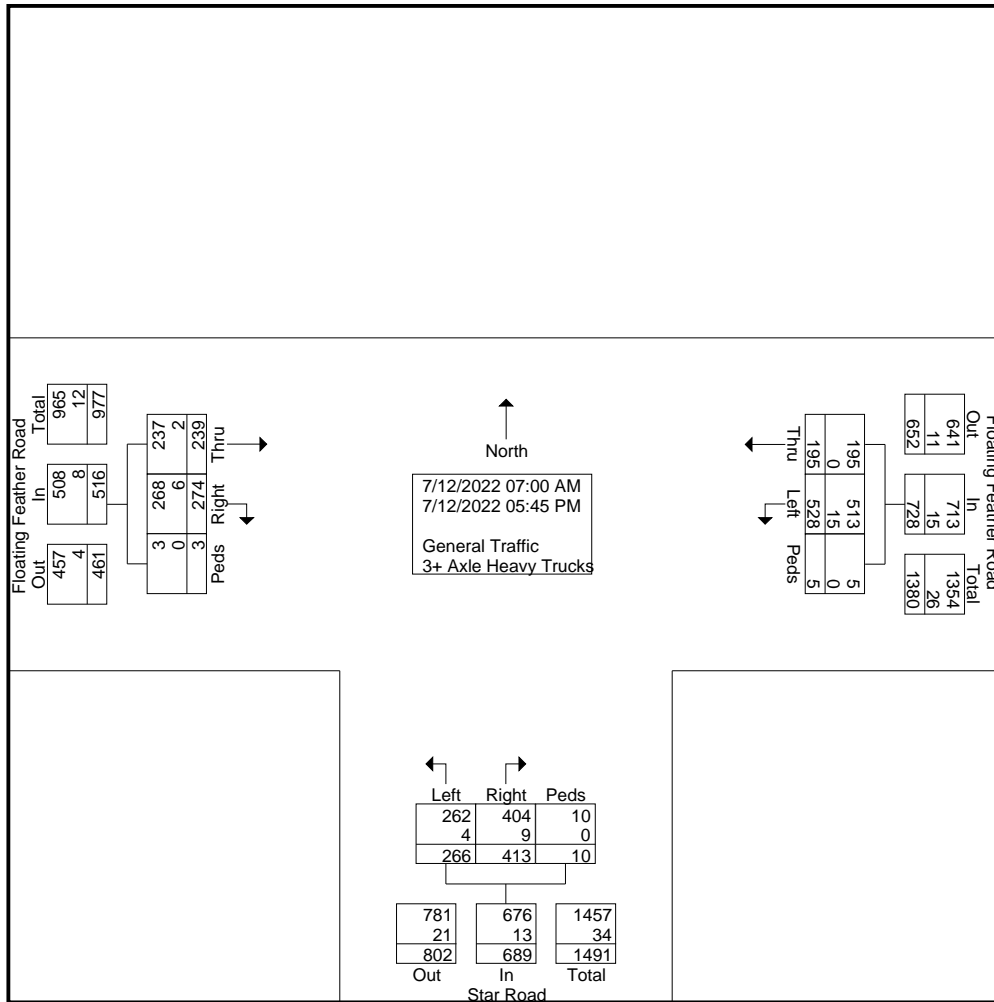 Floating Feather Road
Total
965
12
977
In
508
8
516
Out
457
4
461
237
2
239
Thru
268
6
274
Right
3
0
3
Peds
North
7/12/2022 07:00 AM
7/12/2022 05:45 PM
General Traffic
3+ Axle Heavy Trucks
Thru
195
0
195
Left
513
15
528
Peds
5
0
5
Floating Feather Road
Out
641
11
652
In
713
15
728
Total
1354
26
1380
Left Right Peds
262 404 10
4 9 0
266 413 10
781 676 1457
21 13 34
802 689 1491
Out In Total
Star Road